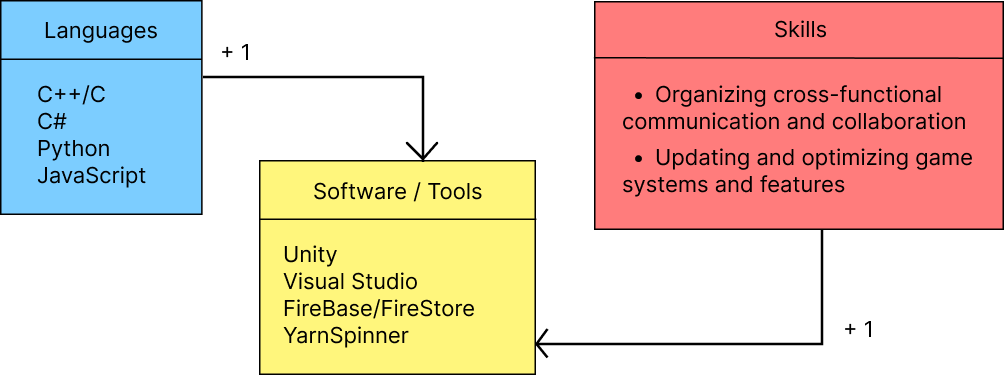 Languages
C++/C
C#
Python
JavaScript
+ 1
Software / Tools
Unity
Visual Studio
FireBase/FireStore
YarnSpinner
Skills
• Organizing cross-functional
communication and collaboration
• Updating and optimizing game
systems and features
+ 1